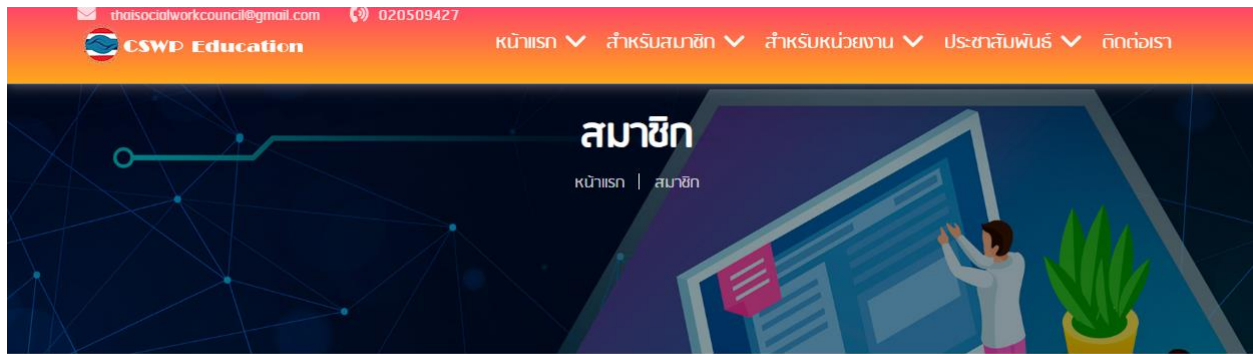 thaisocialworkcouncil@gmail.com 020509427
CSWP Education หน้าแรก สำหรับสมาชิก สำหรับหน่วยงาน ประชาสัมพันธ์ ติดต่อเรา
สมาชิก
หน้าแรก | สมาชิก